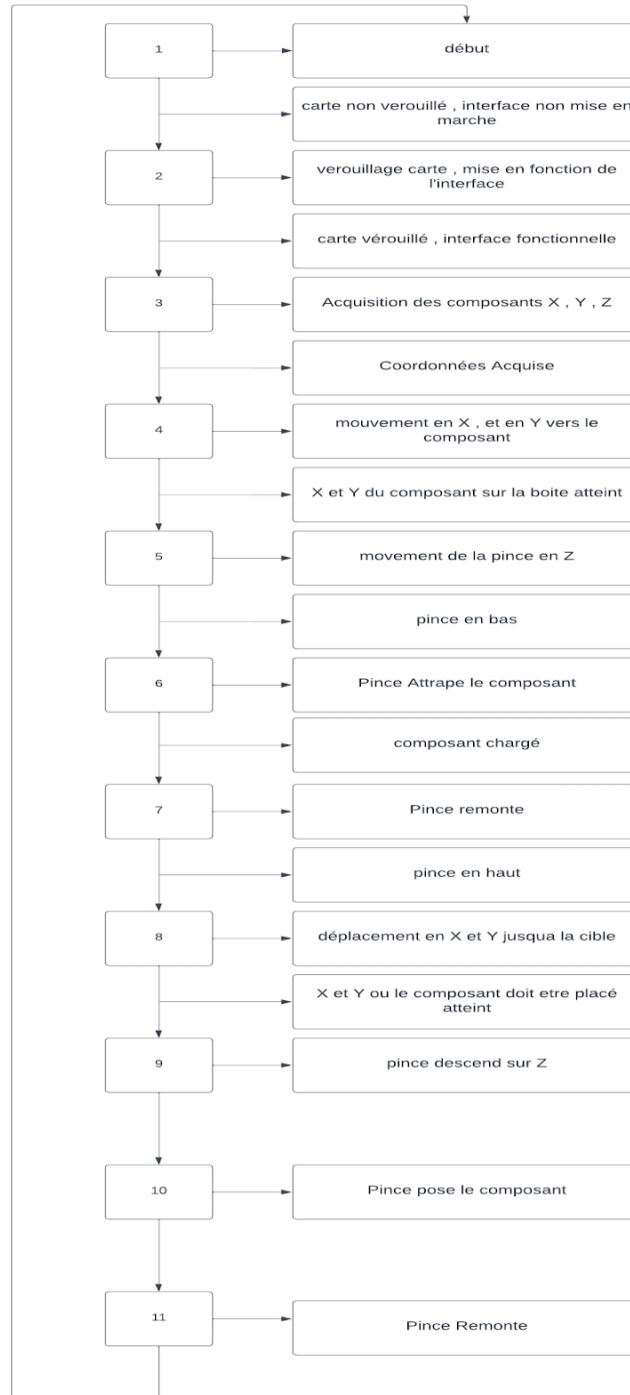 1
début
carte non verouillé , interface non mise en
marche
2
verouillage carte , mise en fonction de
l'interface
carte vérouillé , interface fonctionnelle
3
Acquisition des composants X , Y , Z
Coordonnées Acquise
4
mouvement en X , et en Y vers le
composant
X et Y du composant sur la boite atteint
5
movement de la pince en Z
pince en bas
6
Pince Attrape le composant
composant chargé
7
Pince remonte
pince en haut
8
déplacement en X et Y jusqua la cible
X et Y ou le composant doit etre placé
atteint
9
pince descend sur Z
10
Pince pose le composant
11
Pince Remonte